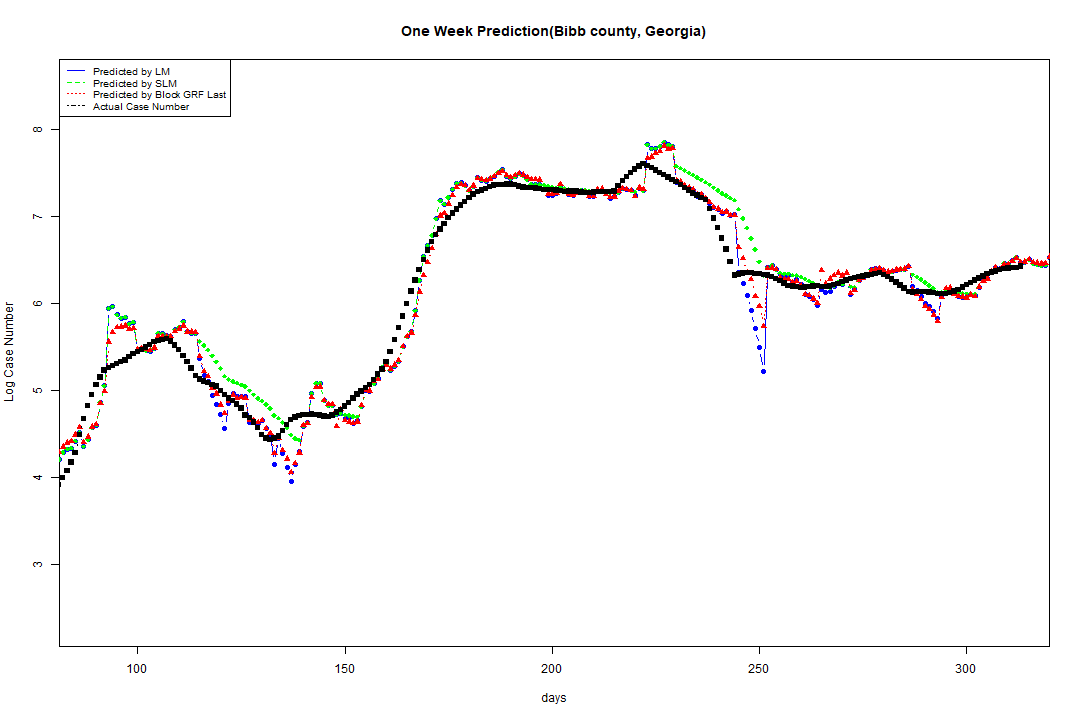 One Week Prediction(Bibb county, Georgia)
Predicted by LM
Predicted by SLM
Predicted by Block GRF Last
Actual Case Number
8
7
6
5
4
3
Log Case Number
100 150 200 250 300
days